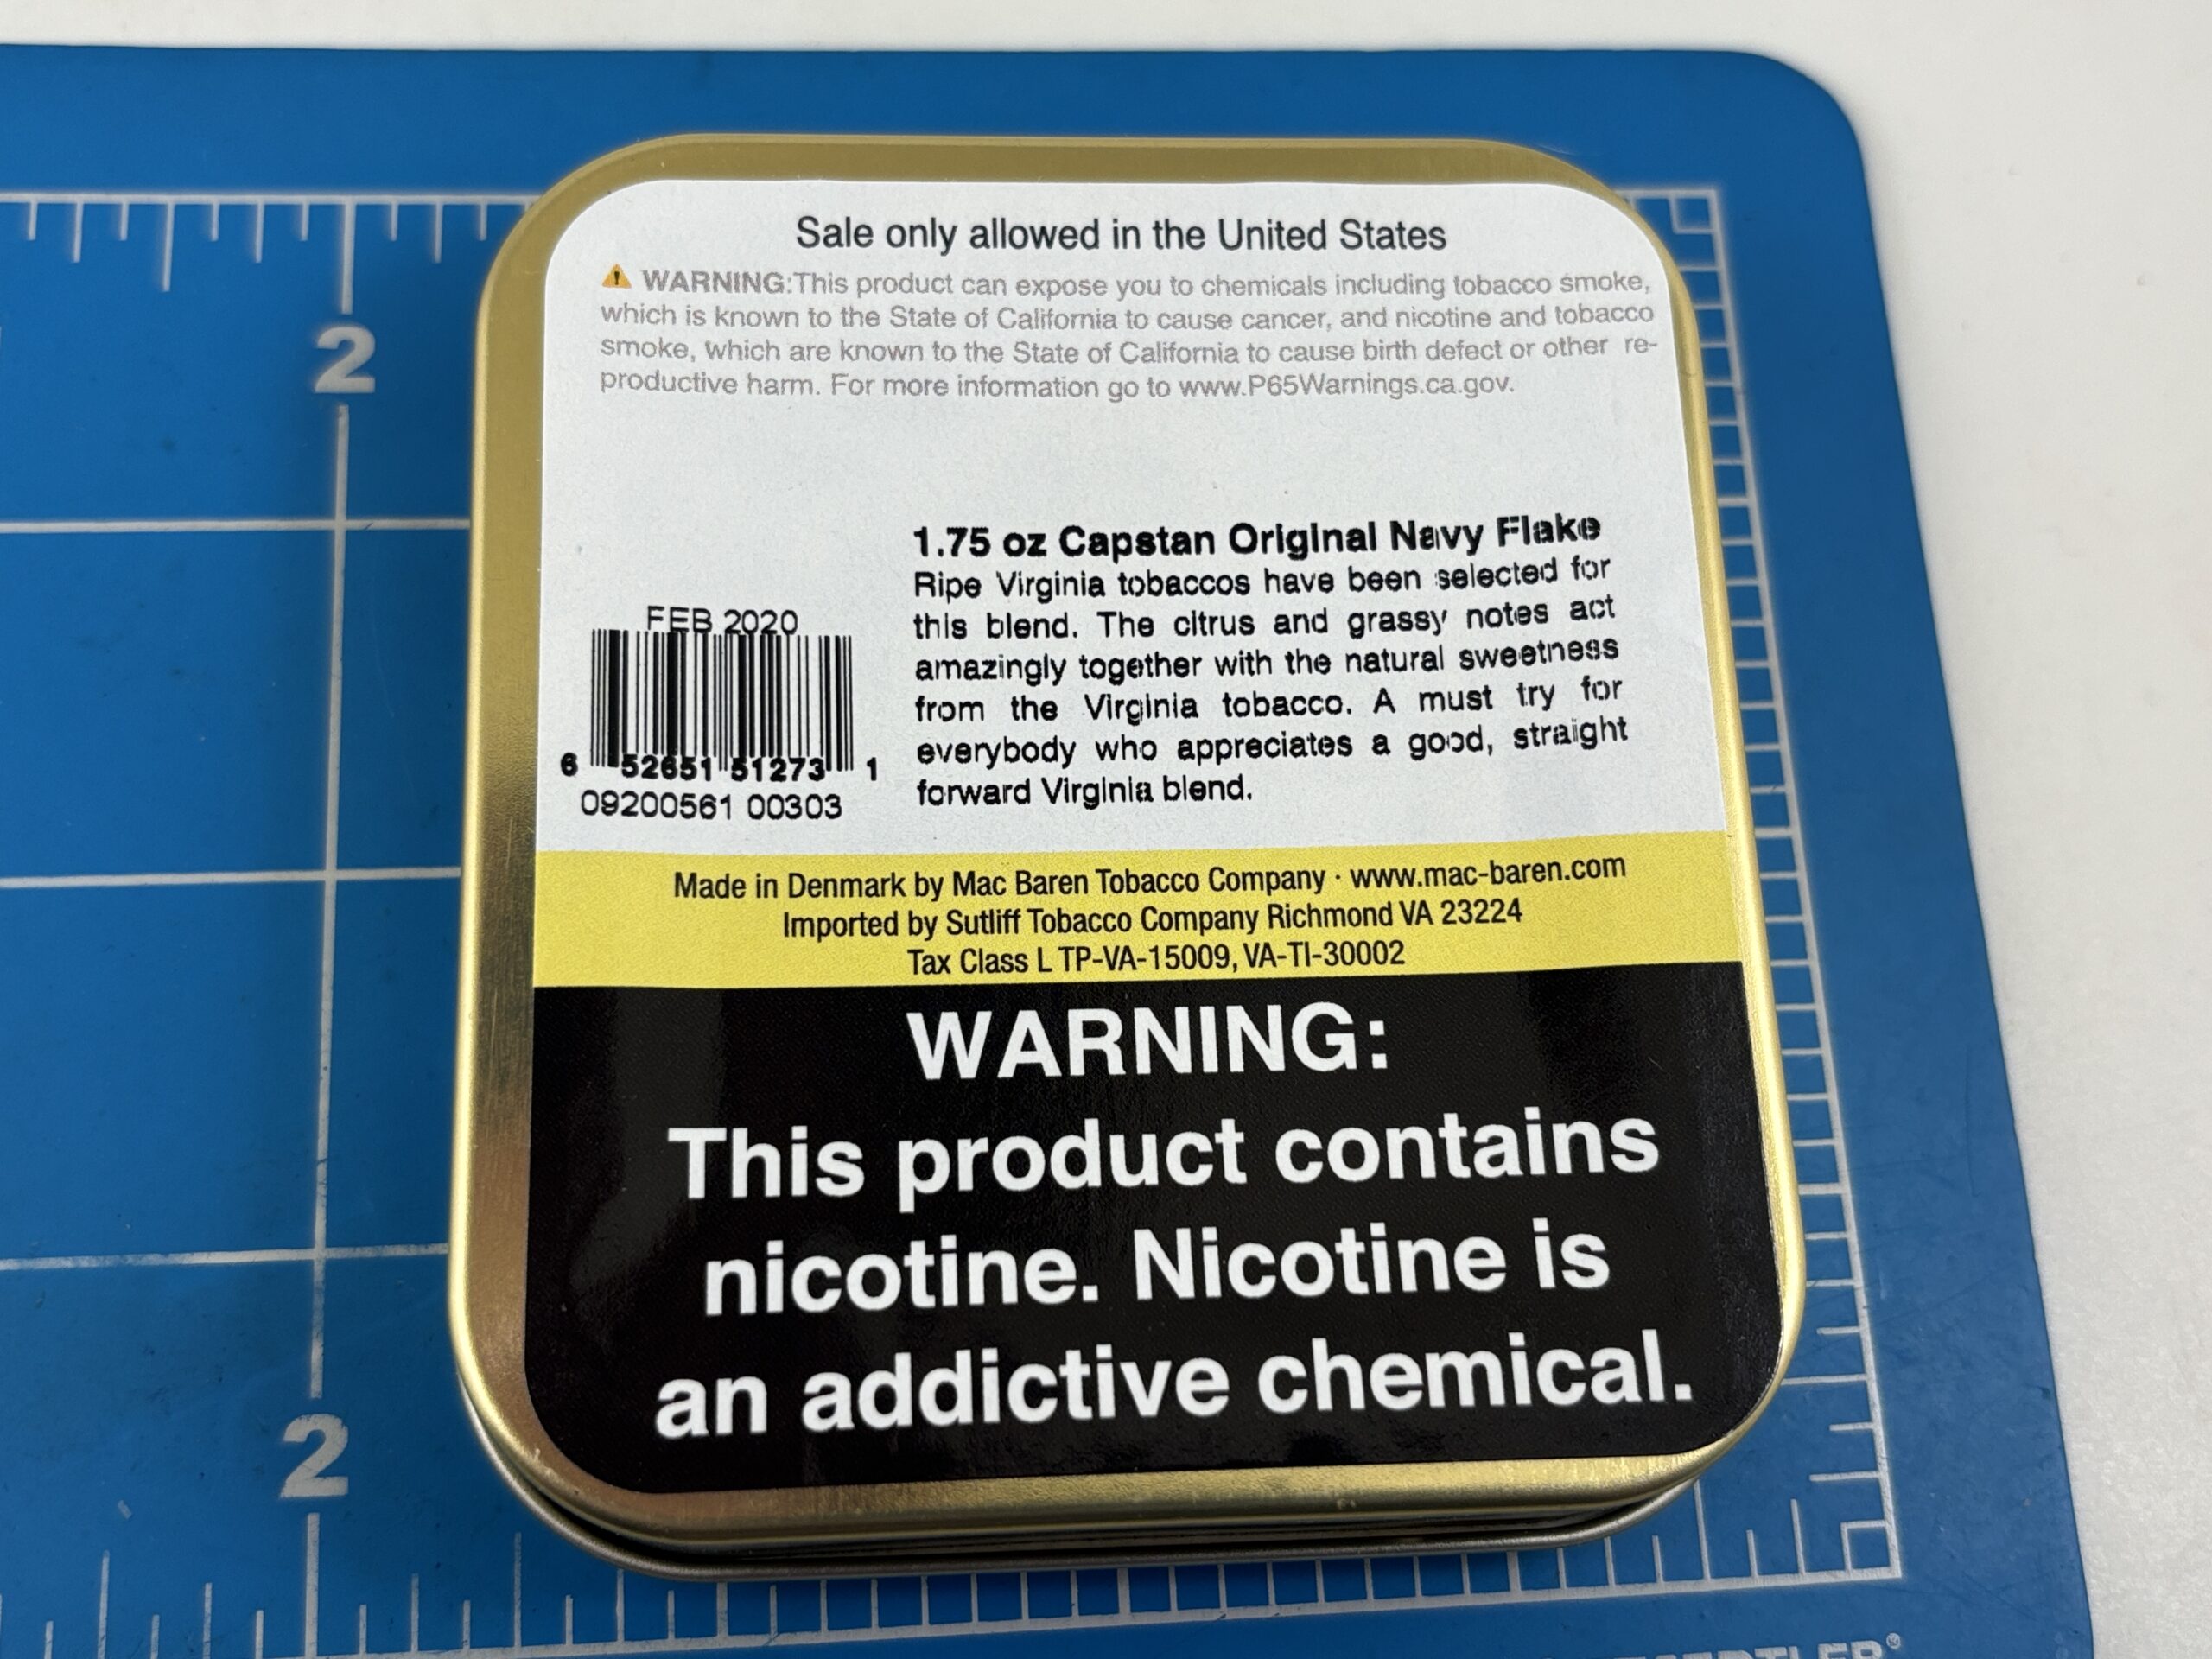 Sale only allowed in the United States
⚠ WARNING:This product can expose you to chemicals including tobacco smoke,
which is known to the State of California to cause cancer, and nicotine and tobacco
smoke, which are known to the State of California to cause birth defect or other re-
productive harm. For more information go to www.P65Warnings.ca.gov.
1.75 oz Capstan Original Navy Flake
Ripe Virginia tobaccos have been selected for
this blend. The citrus and grassy notes act
amazingly together with the natural sweetness
from the Virginia tobacco. A must try for
everybody who appreciates a good, straight
forward Virginia blend.
FEB 2020
6 52651 51273 1
09200561 00303
Made in Denmark by Mac Baren Tobacco Company · www.mac-baren.com
Imported by Sutliff Tobacco Company Richmond VA 23224
Tax Class L TP-VA-15009, VA-TI-30002
WARNING:
This product contains
nicotine. Nicotine is
an addictive chemical.
2
2